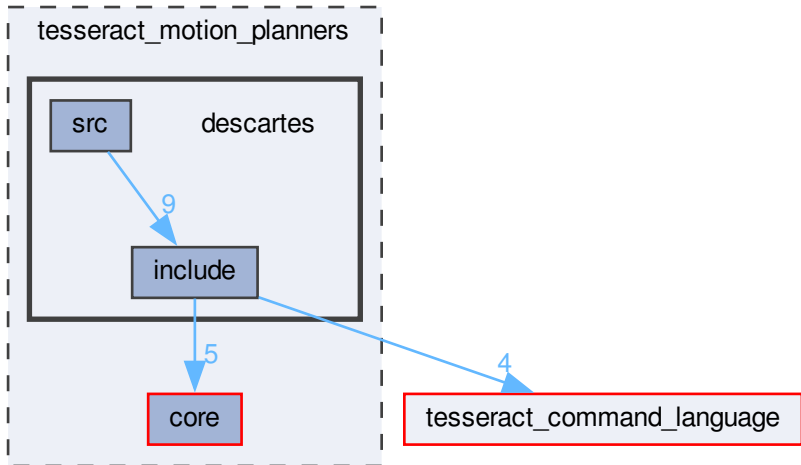 tesseract_motion_planners
src
descartes
9
include
5
4
core
tesseract_command_language